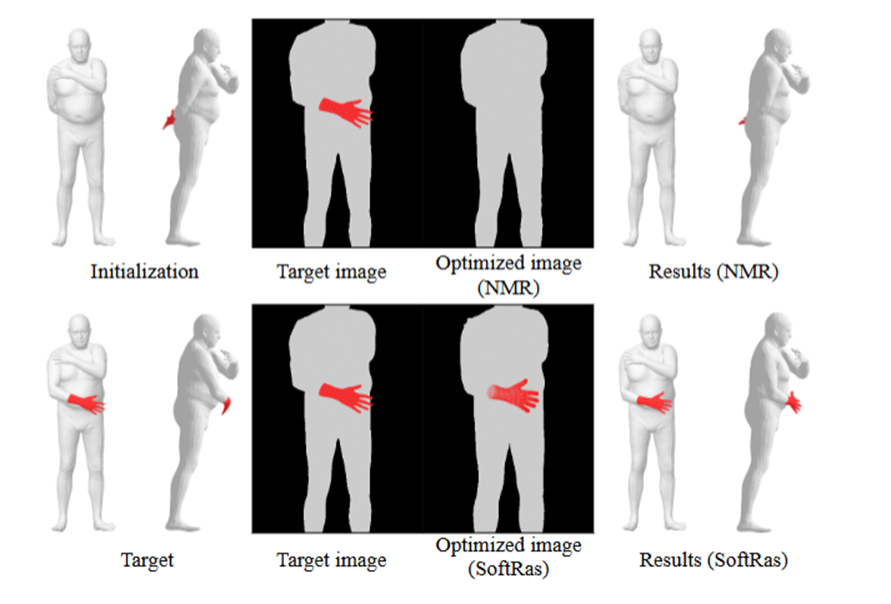 Initialization
Target image
Optimized image
(NMR)
Results (NMR)
Target
Target image
Optimized image
(SoftRas)
Results (SoftRas)